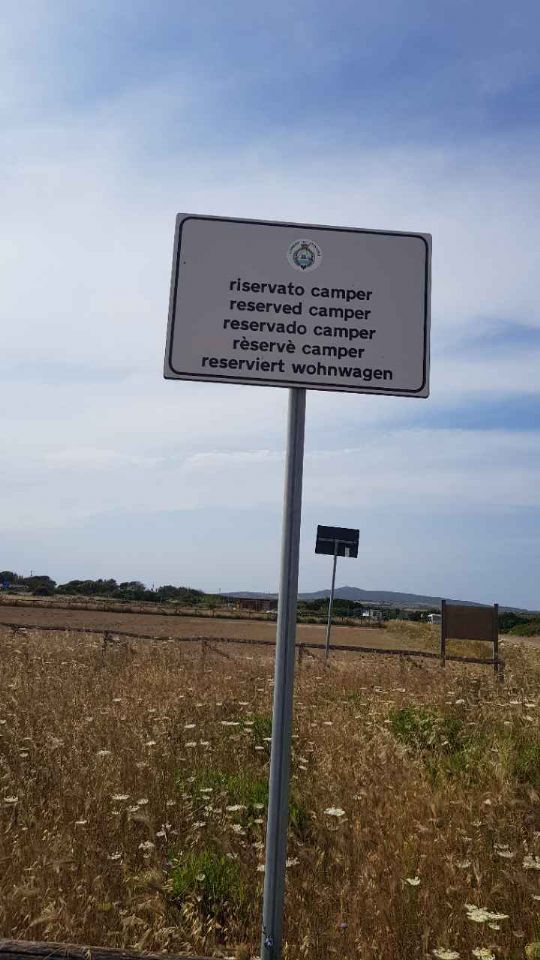 riservato camper
reserved camper
reservado camper
rèservè camper
reserviert wohnwagen